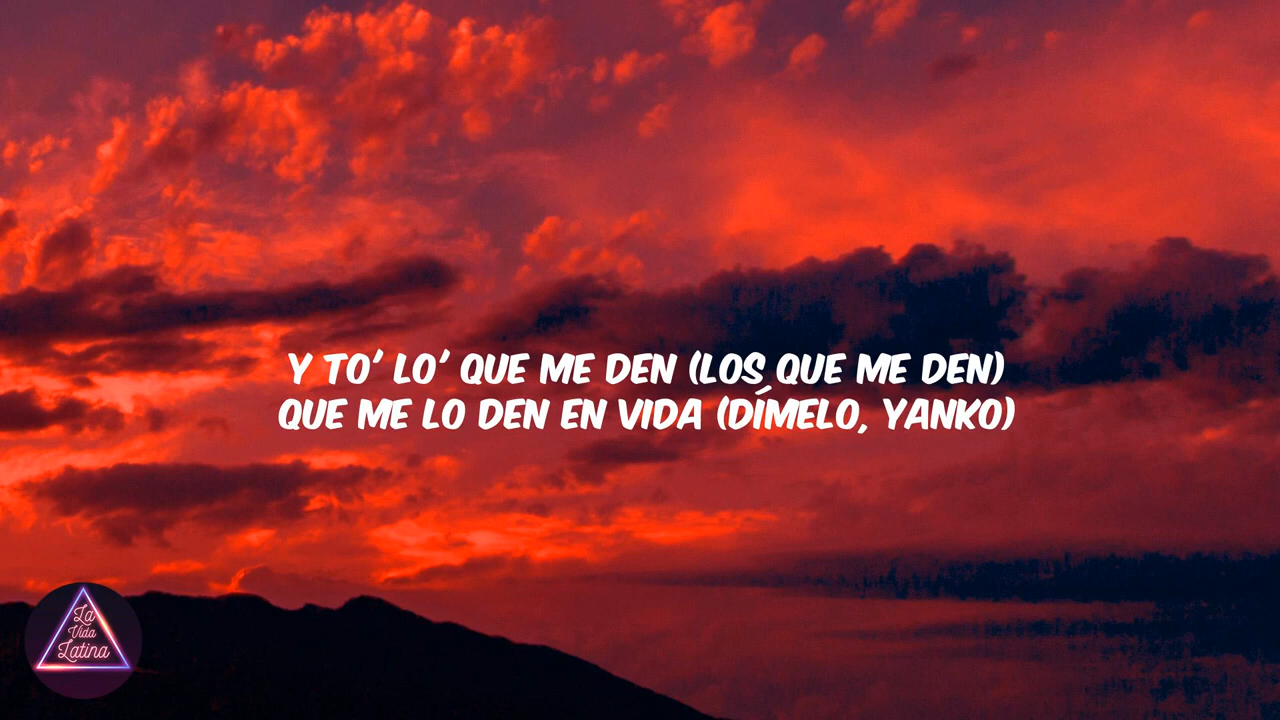 Y TO' LO' QUE ME DEN (LOS QUE ME DEN)
QUE ME LO DEN EN VIDA (DÍMELO, YANKO)
La
Vida
Latina